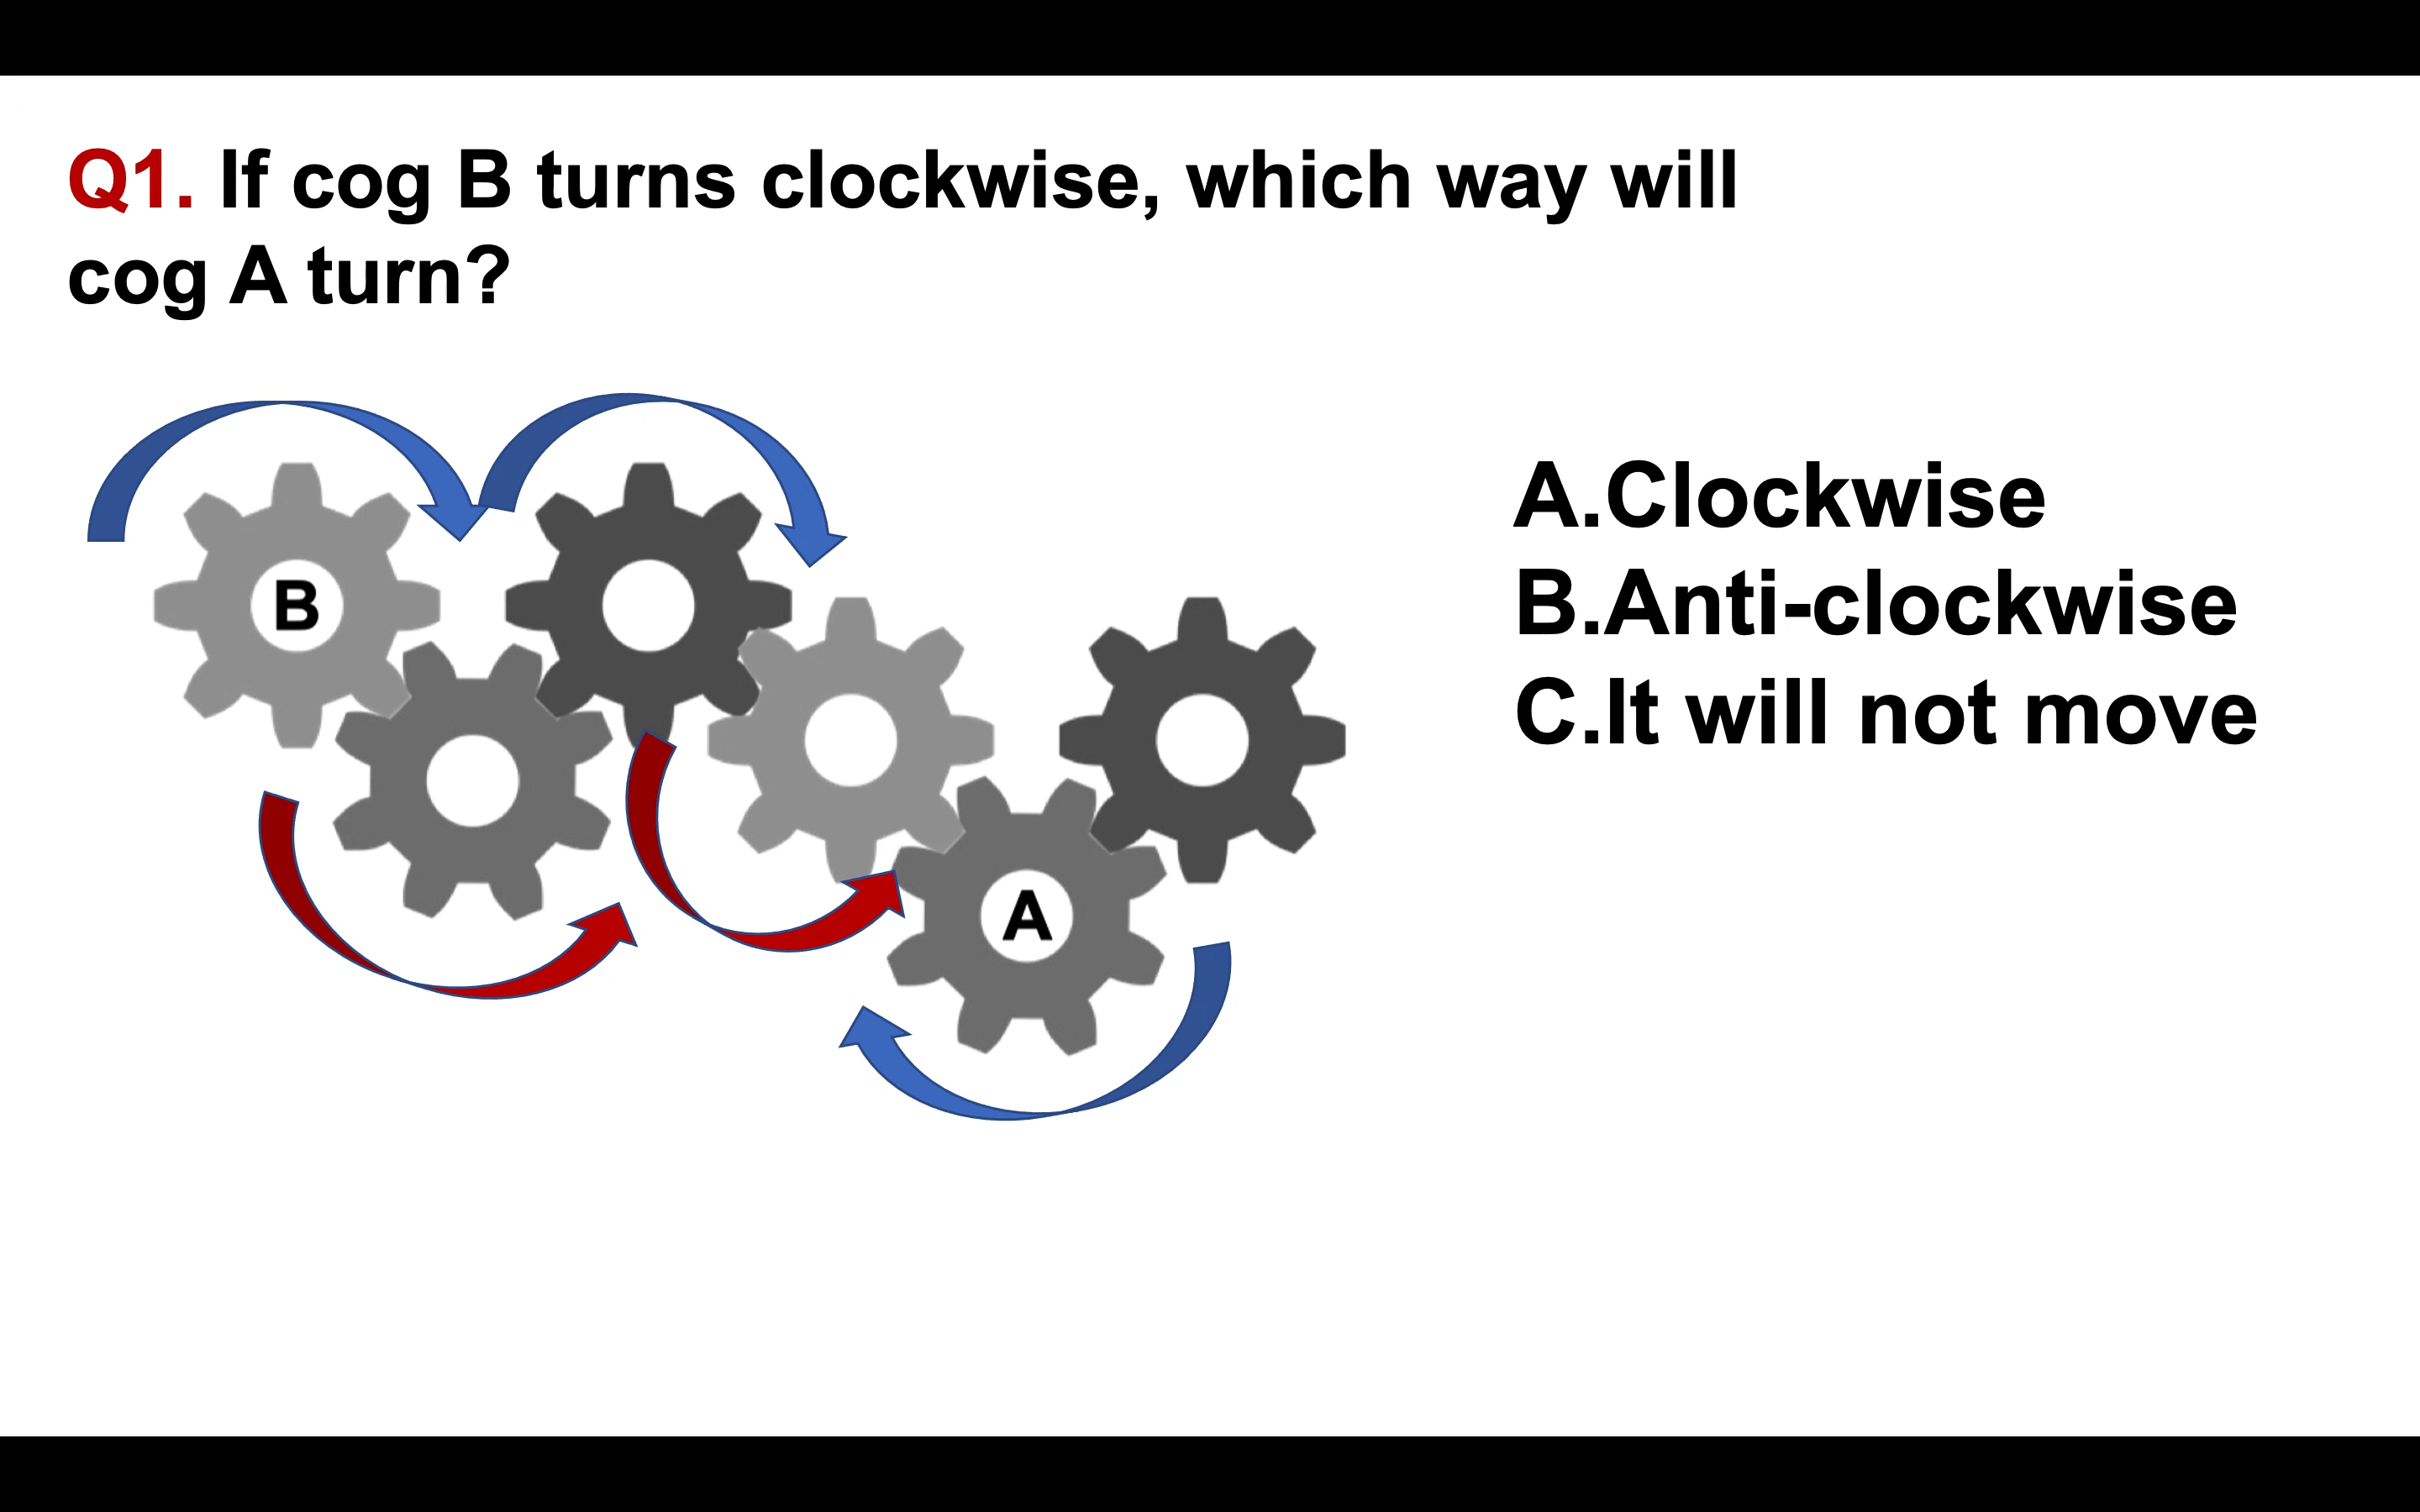 Q1. If cog B turns clockwise, which way will
cog A turn?
B
A
A.Clockwise
B.Anti-clockwise
C.It will not move